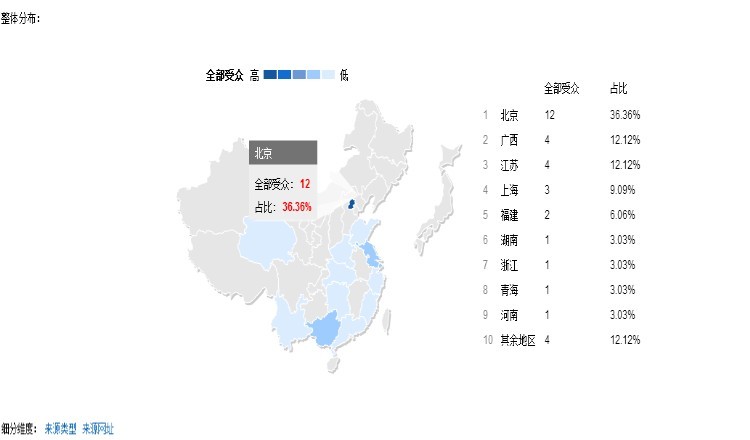 整体分布：
全部受众 高 低
北京
全部受众：12
占比：36.36%
全部受众 占比
1 北京 12 36.36%
2 广西 4 12.12%
3 江苏 4 12.12%
4 上海 3 9.09%
5 福建 2 6.06%
6 湖南 1 3.03%
7 浙江 1 3.03%
8 青海 1 3.03%
9 河南 1 3.03%
10 其余地区 4 12.12%
细分维度： 来源类型 来源网址